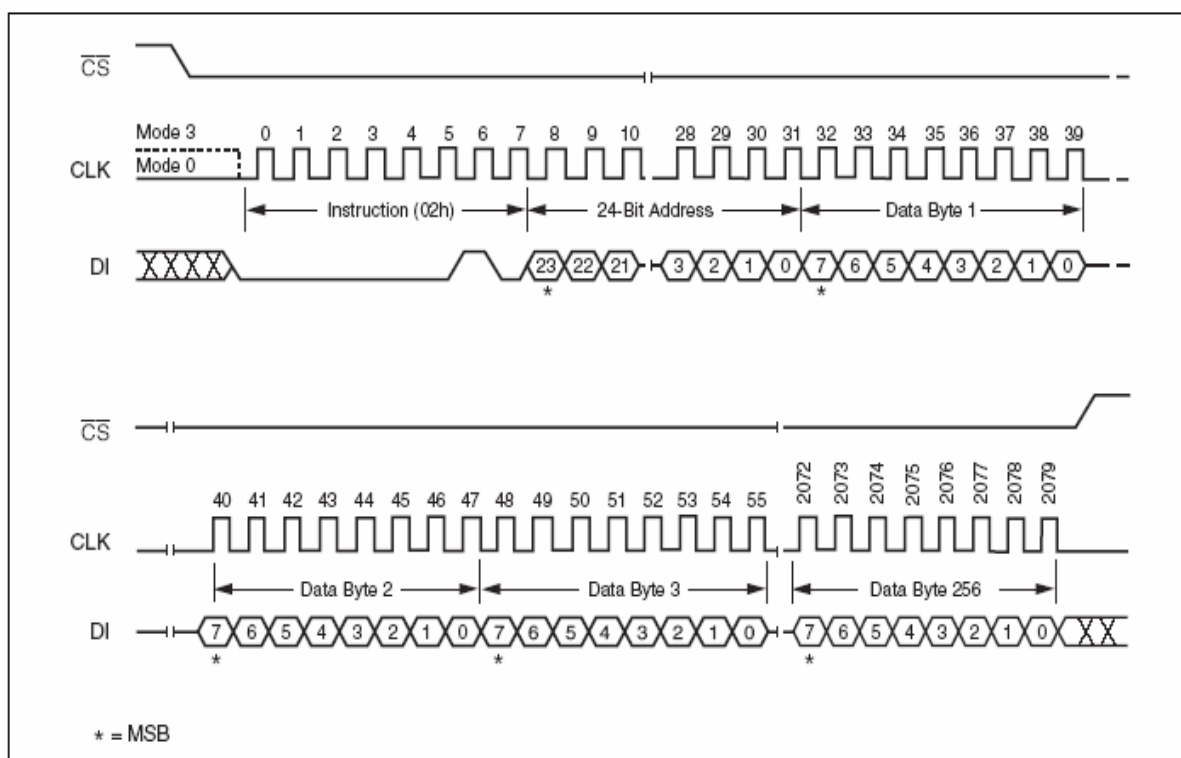 CS
Mode 3 0 1 2 3 4 5 6 7 8 9 10 28 29 30 31 32 33 34 35 36 37 38 39
CLK Mode 0
Instruction (02h) 24-Bit Address Data Byte 1
DI 23 22 21 3 2 1 0 7 6 5 4 3 2 1 0
* *
CS
40 41 42 43 44 45 46 47 48 49 50 51 52 53 54 55 2072 2073 2074 2075 2076 2077 2078 2079
CLK
Data Byte 2 Data Byte 3 Data Byte 256
DI 7 6 5 4 3 2 1 0 7 6 5 4 3 2 1 0 7 6 5 4 3 2 1 0
* * *
* = MSB